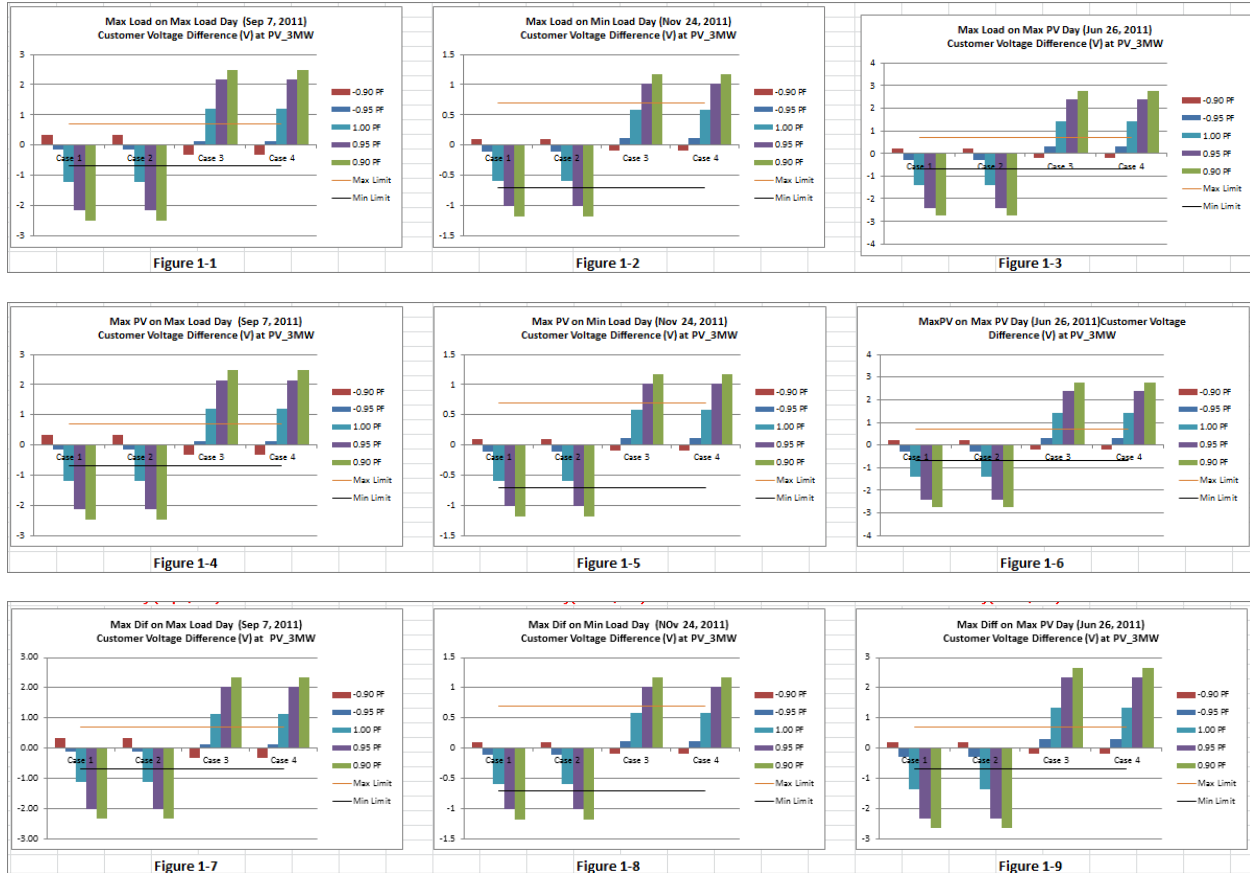 Max Load on Max Load Day (Sep 7, 2011)
Customer Voltage Difference (V) at PV_3MW
3
2
1
0
-1
-2
-3
Case 1
Case 2
Case 3
Case 4
-0.90 PF
-0.95 PF
1.00 PF
0.95 PF
0.90 PF
Max Limit
Min Limit
Figure 1-1
Max Load on Min Load Day (Nov 24, 2011)
Customer Voltage Difference (V) at PV_3MW
1.5
1
0.5
0
-0.5
-1
-1.5
Case 1
Case 2
Case 3
Case 4
-0.90 PF
-0.95 PF
1.00 PF
0.95 PF
0.90 PF
Max Limit
Min Limit
Figure 1-2
Max Load on Max PV Day (Jun 26, 2011)
Customer Voltage Difference (V) at PV_3MW
4
3
2
1
0
-1
-2
-3
-4
Case 1
Case 2
Case 3
Case 4
-0.90 PF
-0.95 PF
1.00 PF
0.95 PF
0.90 PF
Max Limit
Min Limit
Figure 1-3
Max PV on Max Load Day (Sep 7, 2011)
Customer Voltage Difference (V) at PV_3MW
3
2
1
0
-1
-2
-3
Case 1
Case 2
Case 3
Case 4
-0.90 PF
-0.95 PF
1.00 PF
0.95 PF
0.90 PF
Max Limit
Min Limit
Figure 1-4
Max PV on Min Load Day (Nov 24, 2011)
Customer Voltage Difference (V) at PV_3MW
1.5
1
0.5
0
-0.5
-1
-1.5
Case 1
Case 2
Case 3
Case 4
-0.90 PF
-0.95 PF
1.00 PF
0.95 PF
0.90 PF
Max Limit
Min Limit
Figure 1-5
MaxPV on Max PV Day (Jun 26, 2011)Customer Voltage
Difference (V) at PV_3MW
4
3
2
1
0
-1
-2
-3
-4
Case 1
Case 2
Case 3
Case 4
-0.90 PF
-0.95 PF
1.00 PF
0.95 PF
0.90 PF
Max Limit
Min Limit
Figure 1-6
Max Dif on Max Load Day (Sep 7, 2011)
Customer Voltage Difference (V) at PV_3MW
3.00
2.00
1.00
0.00
-1.00
-2.00
-3.00
Case 1
Case 2
Case 3
Case 4
-0.90 PF
-0.95 PF
1.00 PF
0.95 PF
0.90 PF
Max Limit
Min Limit
Figure 1-7
Max Dif on Min Load Day (NOv 24, 2011)
Customer Voltage Difference (V) at PV_3MW
1.5
1
0.5
0
-0.5
-1
-1.5
Case 1
Case 2
Case 3
Case 4
-0.90 PF
-0.95 PF
1.00 PF
0.95 PF
0.90 PF
Max Limit
Min Limit
Figure 1-8
Max Diff on Max PV Day (Jun 26, 2011)
Customer Voltage Difference (V) at PV_3MW
3
2
1
0
-1
-2
-3
Case 1
Case 2
Case 3
Case 4
-0.90 PF
-0.95 PF
1.00 PF
0.95 PF
0.90 PF
Max Limit
Min Limit
Figure 1-9